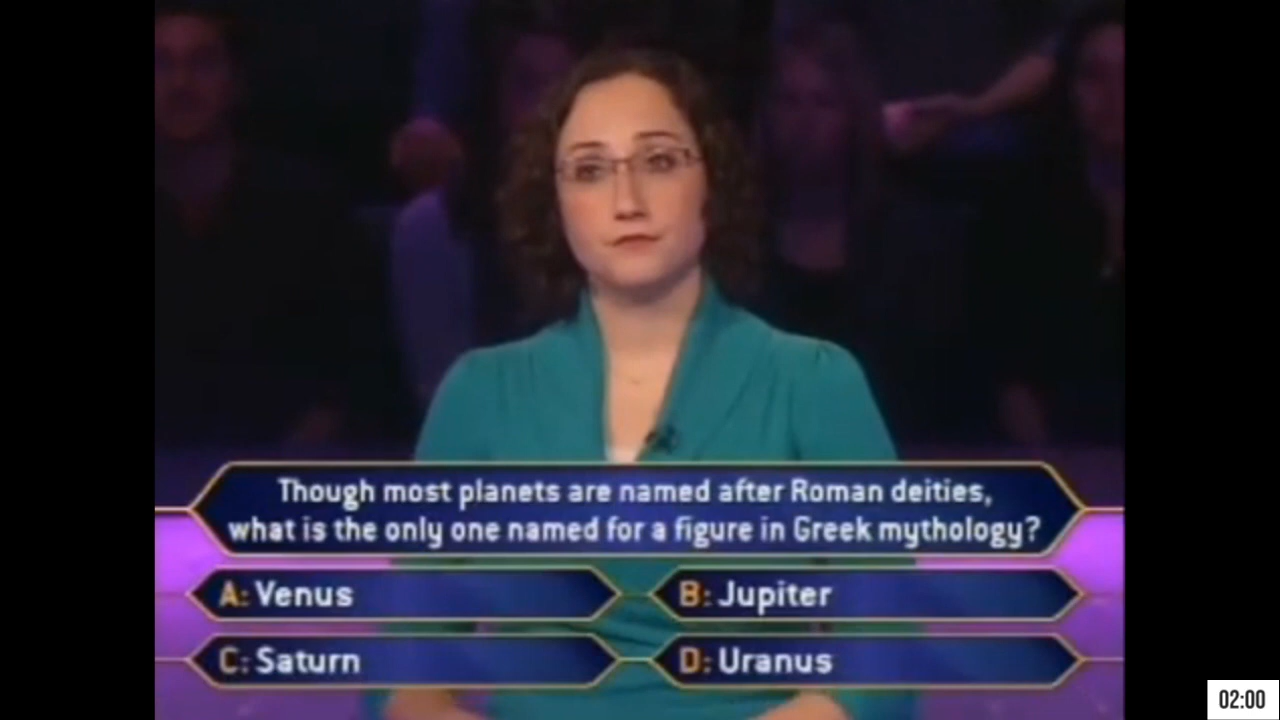 Though most planets are named after Roman deities,
what is the only one named for a figure in Greek mythology?
A: Venus
B: Jupiter
C: Saturn
D: Uranus
02:00